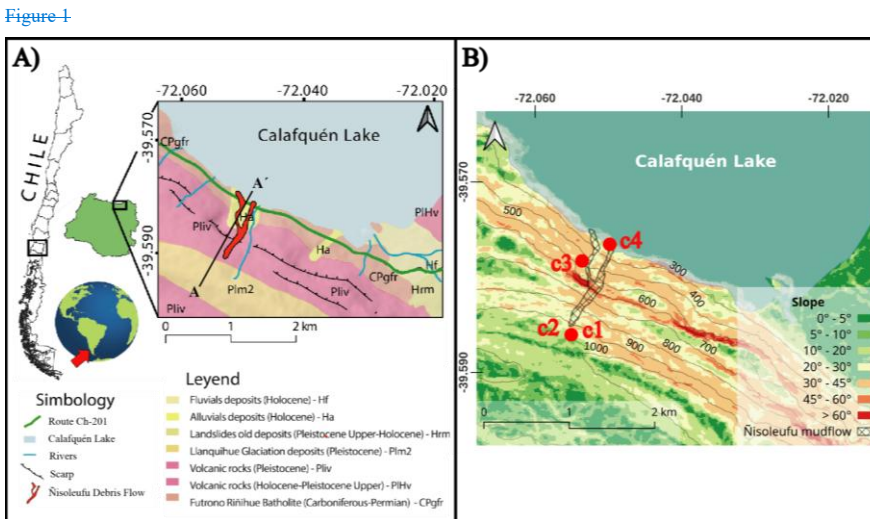 Figure 1
A)
-72.060
-72.040
-72.020
-39.570
-39.590
CHILE
Calafquén Lake
CPgfr
A´
Ha
Pliv
PlHv
Ha
Hf
CPgfr
Hrm
Plm2
Pliv
A
Pliv
0 1 2 km
Simbology
Route Ch-201
Calafquén Lake
Rivers
Scarp
Ñisoleufu Debris Flow
Leyend
Fluvials deposits (Holocene) - Hf
Alluvials deposits (Holocene) - Ha
Landslides old deposits (Pleistocene Upper-Holocene) - Hrm
Llanquihue Glaciation deposits (Pleistocene) - Plm2
Volcanic rocks (Pleistocene) - Pliv
Volcanic rocks (Holocene-Pleistocene Upper) - PlHv
Futrono Riñihue Batholite (Carboniferous-Permian) - CPgfr
B)
-72.060
-72.040
-72.020
-39.570
-39.590
Calafquén Lake
500
c4
c3
300
400
600
c2 c1
1000
900
800
700
0 1 2 km
Slope
0° - 5°
5° - 10°
10° - 20°
20° - 30°
30° - 45°
45° - 60°
> 60°
Ñisoleufu mudflow